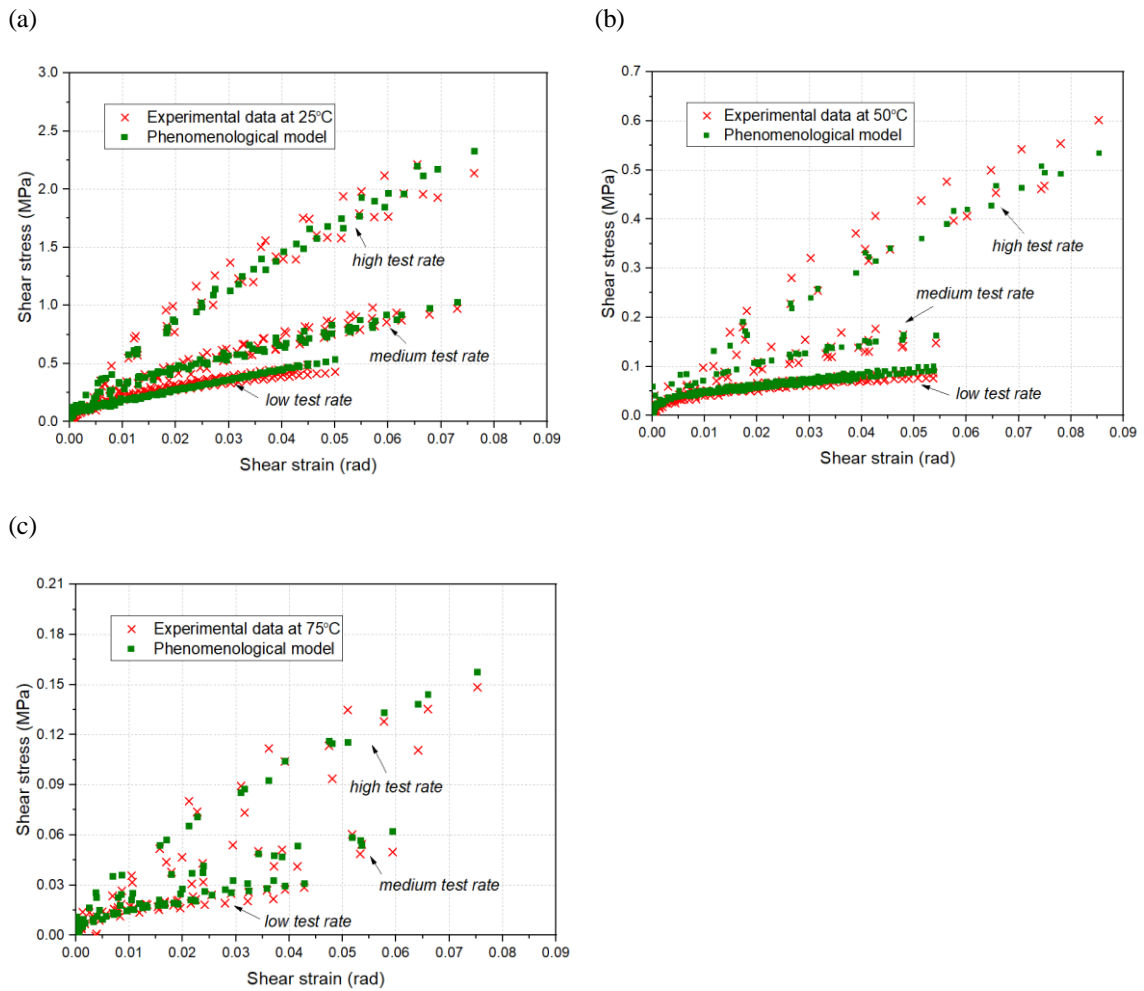 (a)
(b)
3.0
2.5
2.0
1.5
1.0
0.5
0.0
Shear stress (MPa)
Experimental data at 25°C
Phenomenological model
high test rate
medium test rate
low test rate
0.00 0.01 0.02 0.03 0.04 0.05 0.06 0.07 0.08 0.09
Shear strain (rad)
0.7
0.6
0.5
0.4
0.3
0.2
0.1
0.0
Shear stress (MPa)
Experimental data at 50°C
Phenomenological model
high test rate
medium test rate
low test rate
0.00 0.01 0.02 0.03 0.04 0.05 0.06 0.07 0.08 0.09
Shear strain (rad)
(c)
0.21
0.18
0.15
0.12
0.09
0.06
0.03
0.00
Shear stress (MPa)
Experimental data at 75°C
Phenomenological model
high test rate
medium test rate
low test rate
0.00 0.01 0.02 0.03 0.04 0.05 0.06 0.07 0.08 0.09
Shear strain (rad)